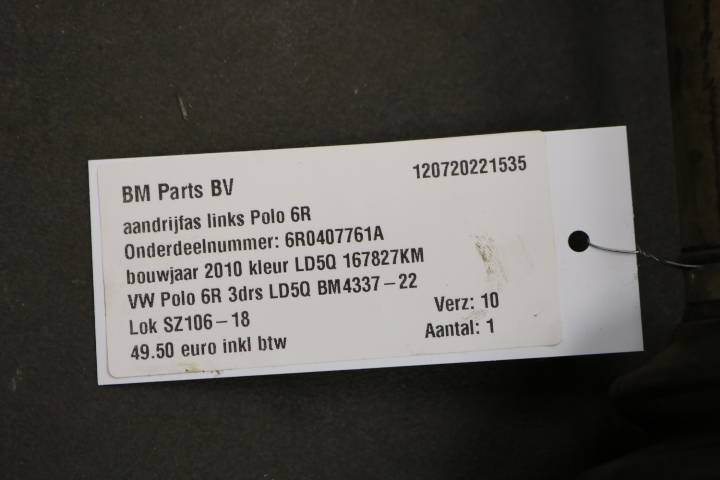 BM Parts BV
120720221535
aandrijfas links Polo 6R
Onderdeelnummer: 6R0407761A
bouwjaar 2010 kleur LD5Q 167827KM
VW Polo 6R 3drs LD5Q BM4337-22
Lok SZ106-18
Verz: 10
49.50 euro inkl btw
Aantal: 1